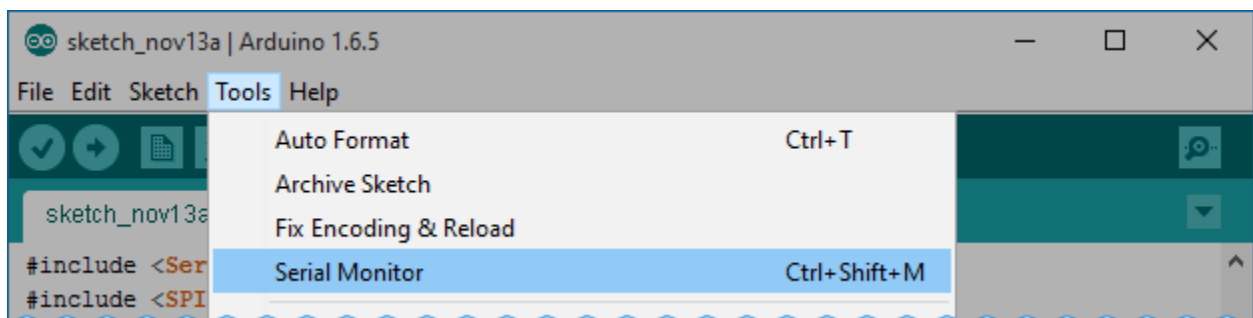 sketch_nov13a | Arduino 1.6.5
File Edit Sketch Tools Help
Auto Format Ctrl+T
Archive Sketch
sketch_nov13a
Fix Encoding & Reload
#include <Ser
Serial Monitor Ctrl+Shift+M
#include <SPI